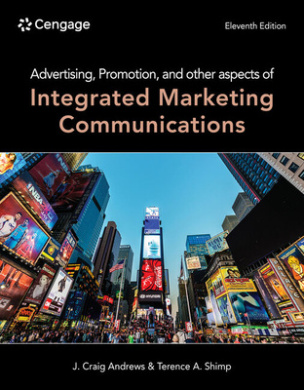 Cengage
Eleventh Edition
Advertising, Promotion, and other aspects of
Integrated Marketing
Communications
J. Craig Andrews & Terence A. Shimp